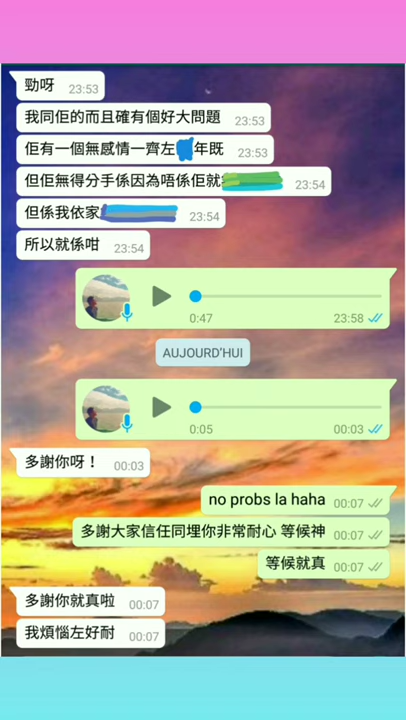 勁呀 23:53
我同佢的而且確有個好大問題 23:53
佢有一個無感情一齊左 年既 23:53
但佢無得分手係因為唔係佢就 23:54
但係我依家 23:54
所以就係咁 23:54
0:47 23:58
AUJOURD'HUI
0:05 00:03
多謝你呀！ 00:03
no probs la haha 00:07
多謝大家信任同埋你非常耐心 等候神 00:07
等候就真 00:07
多謝你就真啦 00:07
我煩惱左好耐 00:07